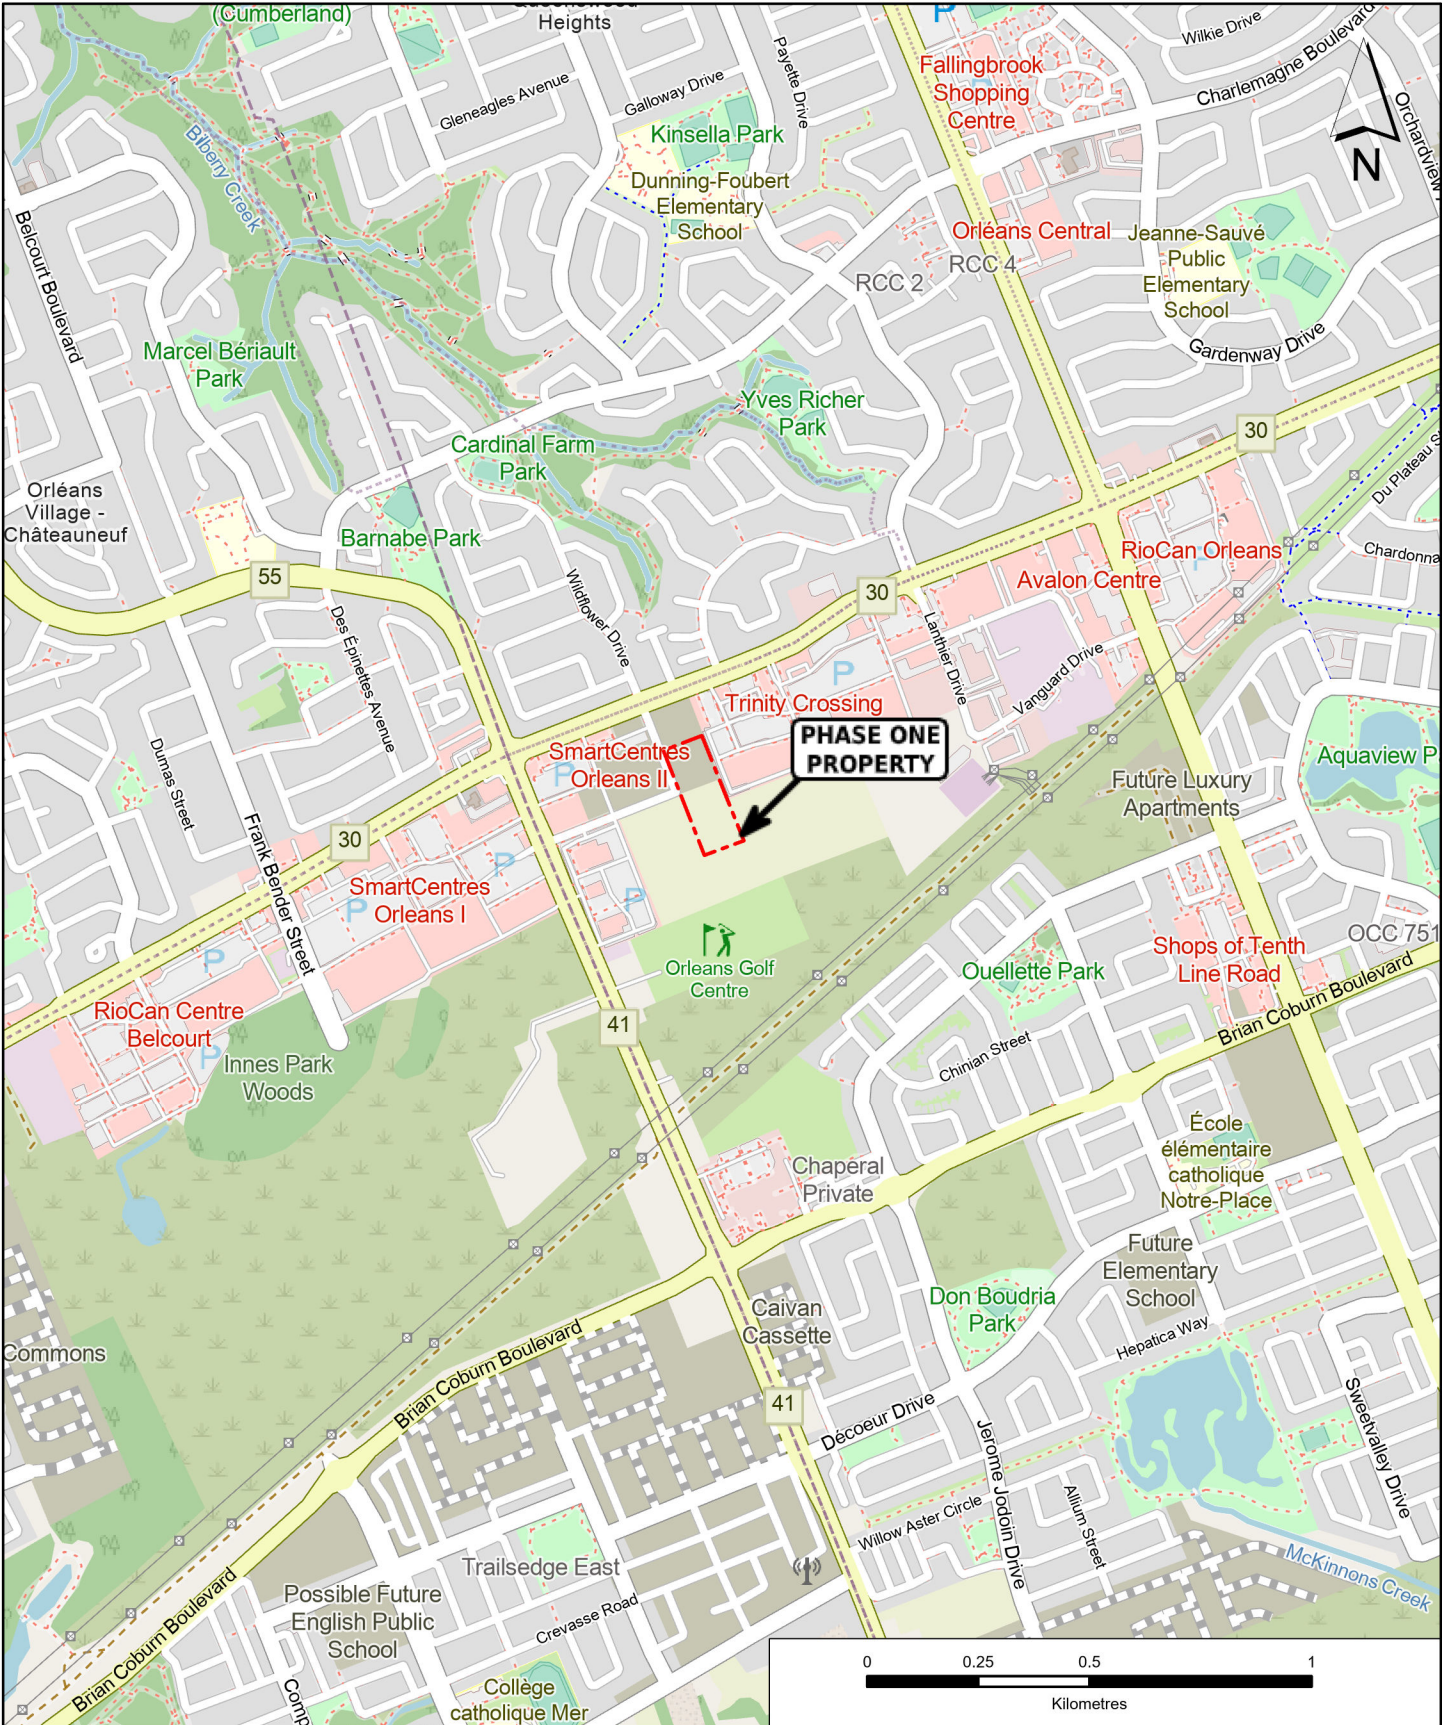 (Cumberland)
Heights
P
Wilkie Drive
Charlemagne Boulevard
Payette Drive
Gleneagles Avenue
Galloway Drive
Fallingbrook
Shopping
Centre
Kinsella Park
Bilberry Creek
Dunning-Foubert
Elementary
School
N
Belcourt Boulevard
Orléans Central
Jeanne-Sauvé
Public
Elementary
School
RCC 4
RCC 2
Gardenway Drive
Marcel Bériault
Park
Yves Richer
Park
Cardinal Farm
Park
30
Orléans
Village -
Châteauneuf
Barnabe Park
RioCan Orleans
P
Avalon Centre
55
30
Wildflower Drive
Des Épinettes Avenue
Lanthier Drive
Vanguard Drive
P
Trinity Crossing
PHASE ONE
PROPERTY
SmartCentres
Orleans II
P
Dumas Street
Future Luxury
Apartments
30
Frank Bender Street
P
SmartCentres
Orleans I
P
P
P
Orleans Golf
Centre
Ouellette Park
Shops of Tenth
Line Road
OCC 751
RioCan Centre
Belcourt
P
41
Innes Park
Woods
Chinian Street
Brian Coburn Boulevard
École
élémentaire
catholique
Notre-Place
Chaperal
Private
Future
Elementary
School
Don Boudria
Park
Caivan
Cassette
Hepatica Way
Commons
Brian Coburn Boulevard
41
Décoeur Drive
Sweetvalley Drive
Jerome Jodoin Drive
Allium Street
Willow Aster Circle
McKinnons Creek
Trailsedge East
Possible Future
English Public
School
Crevasse Road
Brian Coburn Boulevard
Collège
catholique Mer
0 0.25 0.5 1
Kilometres